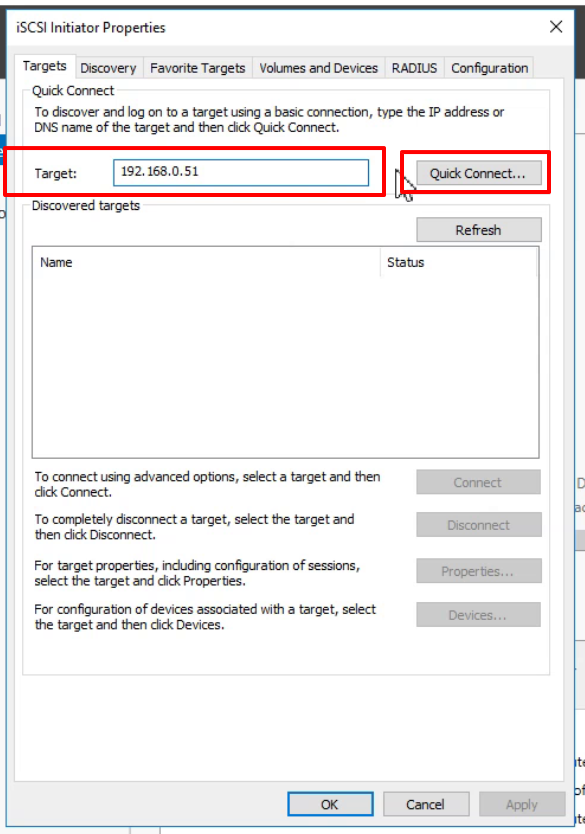 iSCSI Initiator Properties
Targets Discovery Favorite Targets Volumes and Devices RADIUS Configuration
Quick Connect
To discover and log on to a target using a basic connection, type the IP address or
DNS name of the target and then click Quick Connect.
Target: 192.168.0.51 Quick Connect...
Discovered targets
Refresh
Name Status
To connect using advanced options, select a target and then
click Connect.
Connect
To completely disconnect a target, select the target and
then click Disconnect.
Disconnect
For target properties, including configuration of sessions,
select the target and click Properties.
Properties...
For configuration of devices associated with a target, select
the target and then click Devices.
Devices...
OK Cancel Apply